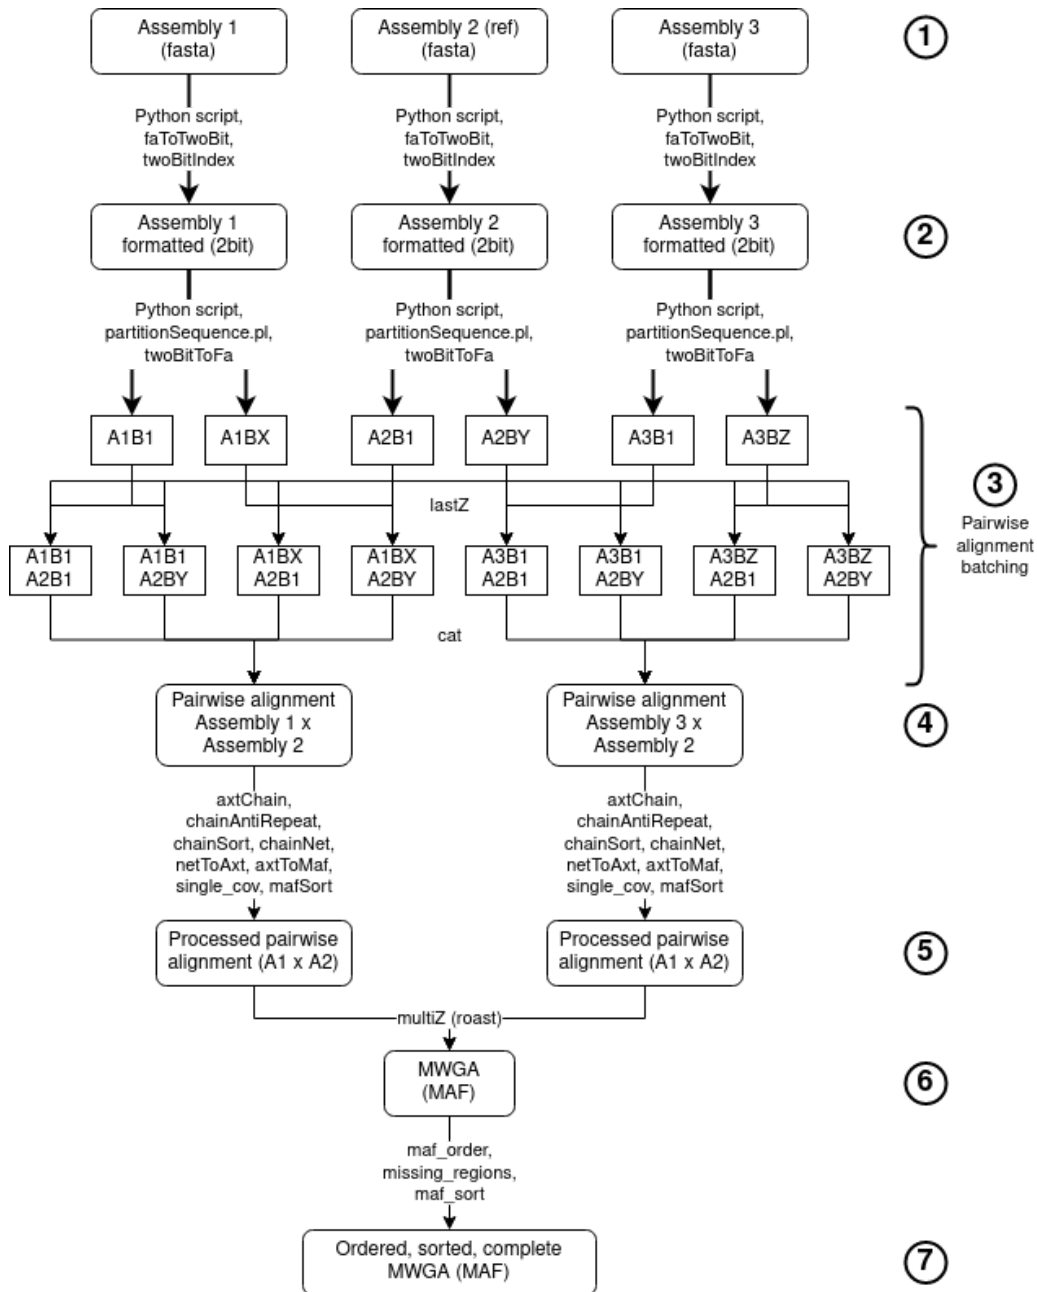 Assembly 1
(fasta)
Assembly 2 (ref)
(fasta)
Assembly 3
(fasta)
1
Python script,
faToTwoBit,
twoBitIndex
Python script,
faToTwoBit,
twoBitIndex
Python script,
faToTwoBit,
twoBitIndex
Assembly 1
formatted (2bit)
Assembly 2
formatted (2bit)
Assembly 3
formatted (2bit)
2
Python script,
partitionSequence.pl,
twoBitToFa
Python script,
partitionSequence.pl,
twoBitToFa
Python script,
partitionSequence.pl,
twoBitToFa
A1B1
A1BX
A2B1
A2BY
A3B1
A3BZ
lastZ
3
Pairwise
alignment
batching
A1B1
A2B1
A1B1
A2BY
A1BX
A2B1
A1BX
A2BY
A3B1
A2B1
A3B1
A2BY
A3BZ
A2B1
A3BZ
A2BY
cat
Pairwise alignment
Assembly 1 x
Assembly 2
Pairwise alignment
Assembly 3 x
Assembly 2
4
axtChain,
chainAntiRepeat,
chainSort, chainNet,
netToAxt, axtToMaf,
single_cov, mafSort
axtChain,
chainAntiRepeat,
chainSort, chainNet,
netToAxt, axtToMaf,
single_cov, mafSort
Processed pairwise
alignment (A1 x A2)
Processed pairwise
alignment (A1 x A2)
5
multiZ (roast)
MWGA
(MAF)
6
maf_order,
missing_regions,
maf_sort
Ordered, sorted, complete
MWGA (MAF)
7